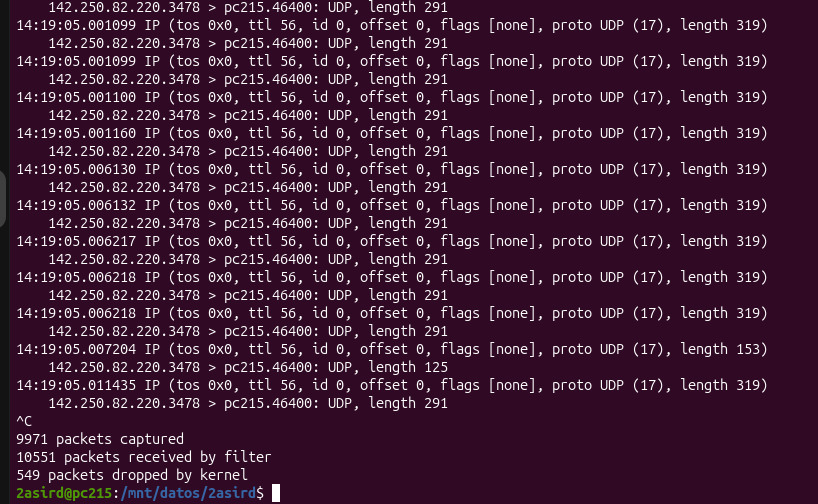 142.250.82.220.3478 > pc215.46400: UDP, length 291
14:19:05.001099 IP (tos 0x0, ttl 56, id 0, offset 0, flags [none], proto UDP (17), length 319)
142.250.82.220.3478 > pc215.46400: UDP, length 291
14:19:05.001099 IP (tos 0x0, ttl 56, id 0, offset 0, flags [none], proto UDP (17), length 319)
142.250.82.220.3478 > pc215.46400: UDP, length 291
14:19:05.001100 IP (tos 0x0, ttl 56, id 0, offset 0, flags [none], proto UDP (17), length 319)
142.250.82.220.3478 > pc215.46400: UDP, length 291
14:19:05.001160 IP (tos 0x0, ttl 56, id 0, offset 0, flags [none], proto UDP (17), length 319)
142.250.82.220.3478 > pc215.46400: UDP, length 291
14:19:05.006130 IP (tos 0x0, ttl 56, id 0, offset 0, flags [none], proto UDP (17), length 319)
142.250.82.220.3478 > pc215.46400: UDP, length 291
14:19:05.006132 IP (tos 0x0, ttl 56, id 0, offset 0, flags [none], proto UDP (17), length 319)
142.250.82.220.3478 > pc215.46400: UDP, length 291
14:19:05.006217 IP (tos 0x0, ttl 56, id 0, offset 0, flags [none], proto UDP (17), length 319)
142.250.82.220.3478 > pc215.46400: UDP, length 291
14:19:05.006218 IP (tos 0x0, ttl 56, id 0, offset 0, flags [none], proto UDP (17), length 319)
142.250.82.220.3478 > pc215.46400: UDP, length 291
14:19:05.006218 IP (tos 0x0, ttl 56, id 0, offset 0, flags [none], proto UDP (17), length 319)
142.250.82.220.3478 > pc215.46400: UDP, length 291
14:19:05.007204 IP (tos 0x0, ttl 56, id 0, offset 0, flags [none], proto UDP (17), length 153)
142.250.82.220.3478 > pc215.46400: UDP, length 125
14:19:05.011435 IP (tos 0x0, ttl 56, id 0, offset 0, flags [none], proto UDP (17), length 319)
142.250.82.220.3478 > pc215.46400: UDP, length 291
^C
9971 packets captured
10551 packets received by filter
549 packets dropped by kernel
2asird@pc215:/mnt/datos/2asird$